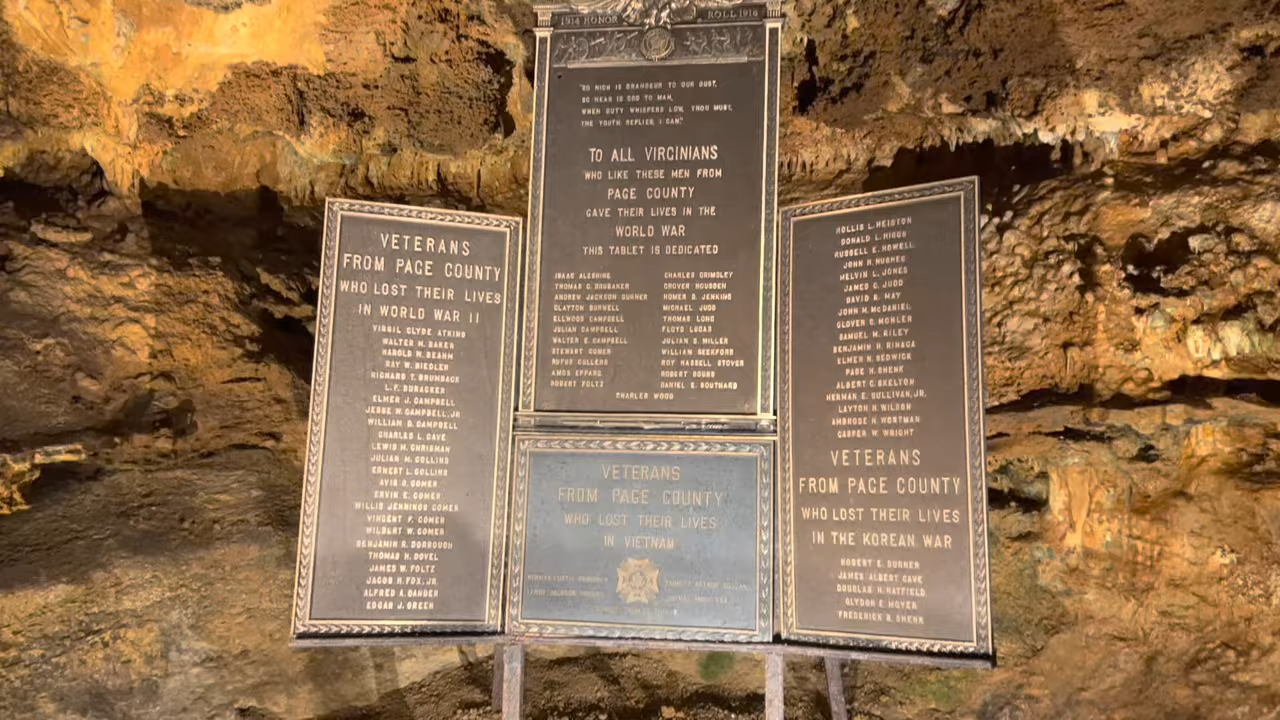 1914 HONOR ROLL 1918
"SO NIGH IS GRANDEUR TO OUR DUST,
SO NEAR IS GOD TO MAN,
WHEN DUTY WHISPERS LOW, THOU MUST,
THE YOUTH REPLIES, I CAN."
TO ALL VIRGINIANS
WHO LIKE THESE MEN FROM
PAGE COUNTY
GAVE THEIR LIVES IN THE
WORLD WAR
THIS TABLET IS DEDICATED
ISAAC ALESHIRE
THOMAS C. BRUBAKER
ANDREW JACKSON BURNER
CLAYTON BURWELL
ELLWOOD CAMPBELL
JULIAN CAMPBELL
WALTER E. CAMPBELL
STEWART COMER
RUFUS CULLERS
AMOS EPPARD
ROBERT FOLTZ
CHARLES GRIMSLEY
GROVER HOUSDEN
HOMER D. JENKINS
MICHAEL JUDD
THOMAS LONG
FLOYD LUCAS
JULIAN S. MILLER
WILLIAN SEEKFORD
ROY HASSELL STOVER
ROBERT SOURS
DANIEL E. SOUTHARD
CHARLES WOOD
VETERANS
FROM PAGE COUNTY
WHO LOST THEIR LIVES
IN WORLD WAR II
VIRGIL CLYDE ATKINS
WALTER M. BAKER
HAROLD W. BEAHM
RAY W. BIEDLER
RICHARD T. BRUMBACK
L.F. BURACKER
ELMER J. CAMPBELL
JESSE W. CAMPBELL, JR
WILLIAM D. CAMPBELL
CHARLES L. CAVE
LEWIS H. CHRISMAN
JULIAN M. COLLINS
ERNEST L. COLLINS
AVIS O. COMER
ERVIN E. COMER
WILLIS JENNINGS COMER
VINCENT F. COMER
WILBERT W. COMER
BENJAMIN R. DORROUGH
THOMAS H. DOVEL
JAMES W. FOLTZ
JACOB H. FOX, JR.
ALFRED A. GANDER
EDGAR J. GREEN
HOLLIS L. HEISTON
DONALD L. HIGGS
RUSSELL E. HOWELL
JOHN H. HUGHES
MELVIN L. JONES
JAMES C. JUDD
DAVID B. MAY
JOHN M. McDANIEL
GLOVER C. MOHLER
SAMUEL M. RILEY
BENJAMIN H. RINACA
ELMER N. SEDWICK
PAGE H. SHENK
ALBERT C. SKELTON
HERMAN E. SULLIVAN, JR.
LAYTON H. WILSON
AMBROSE H. WORTMAN
CASPER W. WRIGHT
VETERANS
FROM PAGE COUNTY
WHO LOST THEIR LIVES
IN THE KOREAN WAR
ROBERT E. BURNER
JAMES ALBERT CAVE
DOUGLAS H. HATFIELD
GLYDON E. MOYER
FREDERICK B. SHENK
VETERANS
FROM PAGE COUNTY
WHO LOST THEIR LIVES
IN VIETNAM